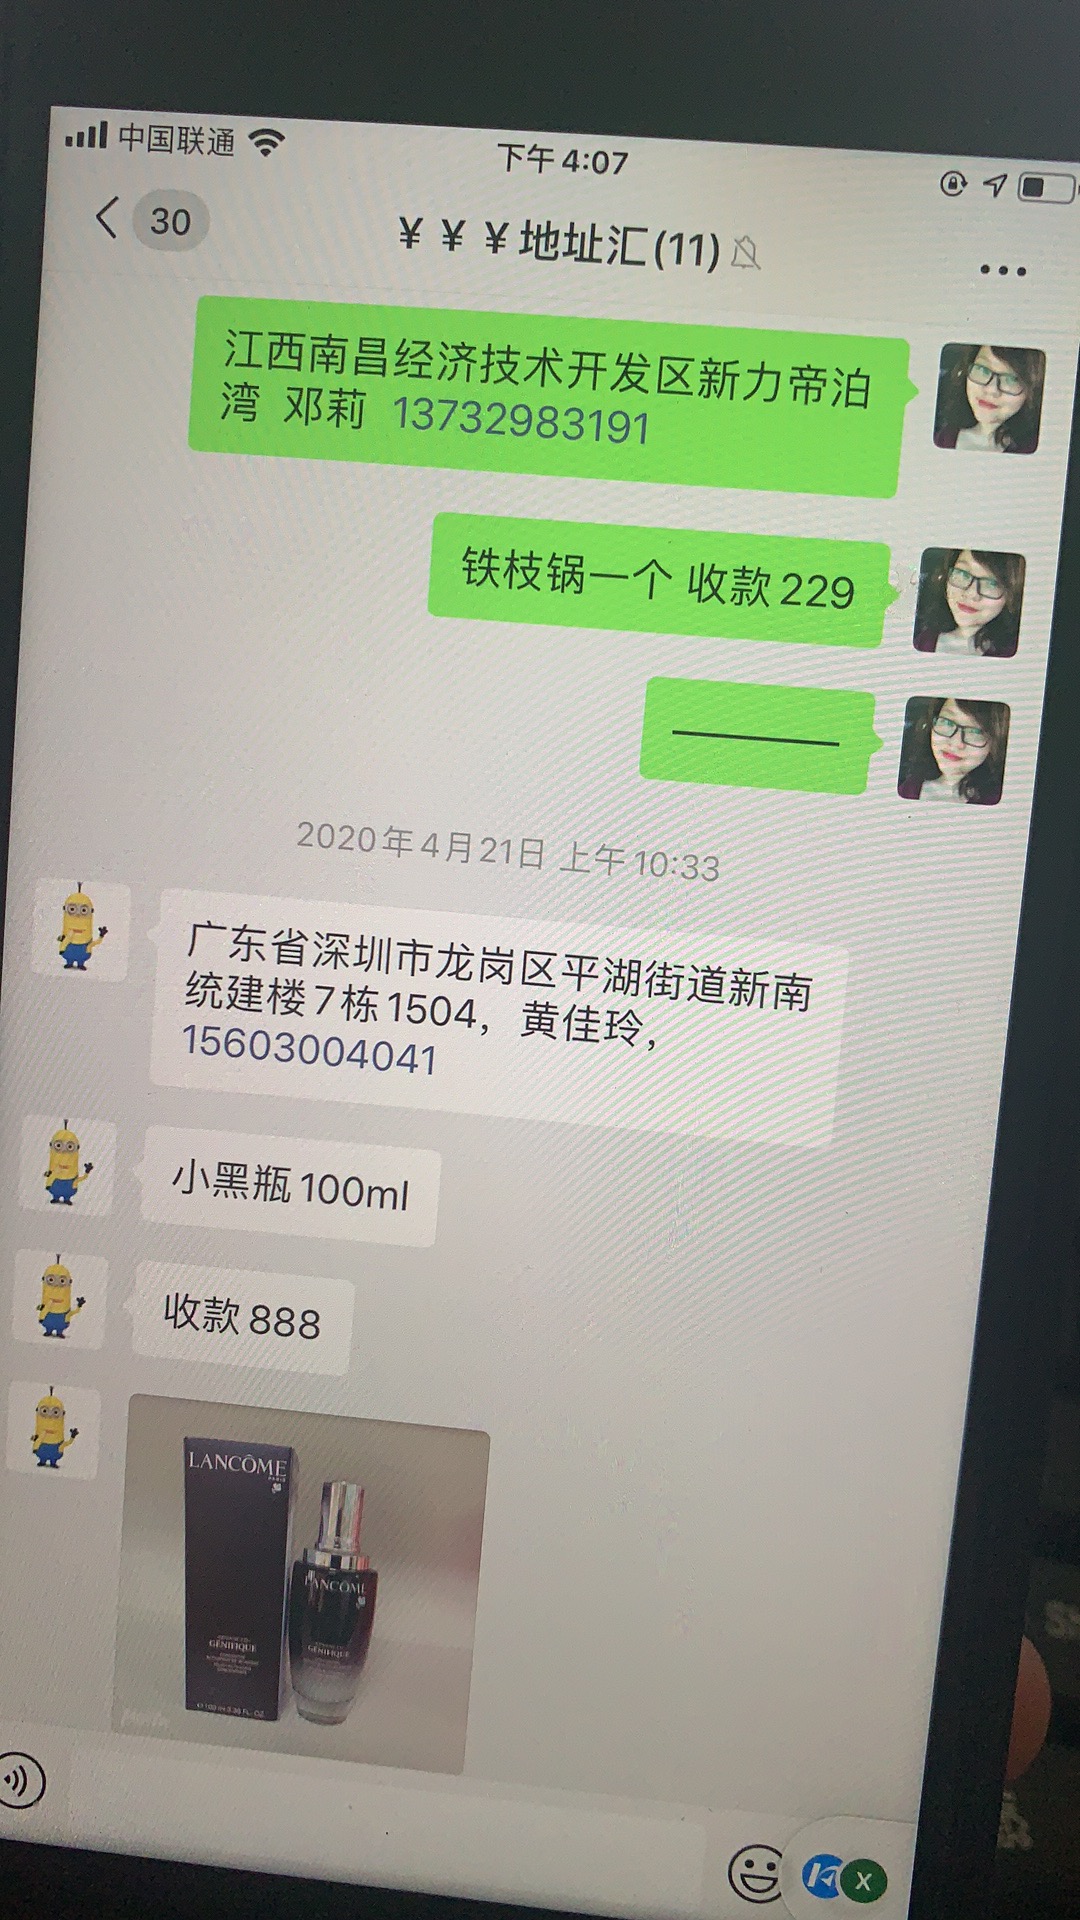 中国联通
下午4:07
30
¥ ¥ ¥地址汇(11)
江西南昌经济技术开发区新力帝泊
湾 邓莉 13732983191
铁枝锅一个 收款229
————
2020年4月21日 上午10:33
广东省深圳市龙岗区平湖街道新南
统建楼7栋1504，黄佳玲，
15603004041
小黑瓶100ml
收款888
LANCÔME
PARIS
GÉNIFIQUE
LANCÔME
GÉNIFIQUE
X